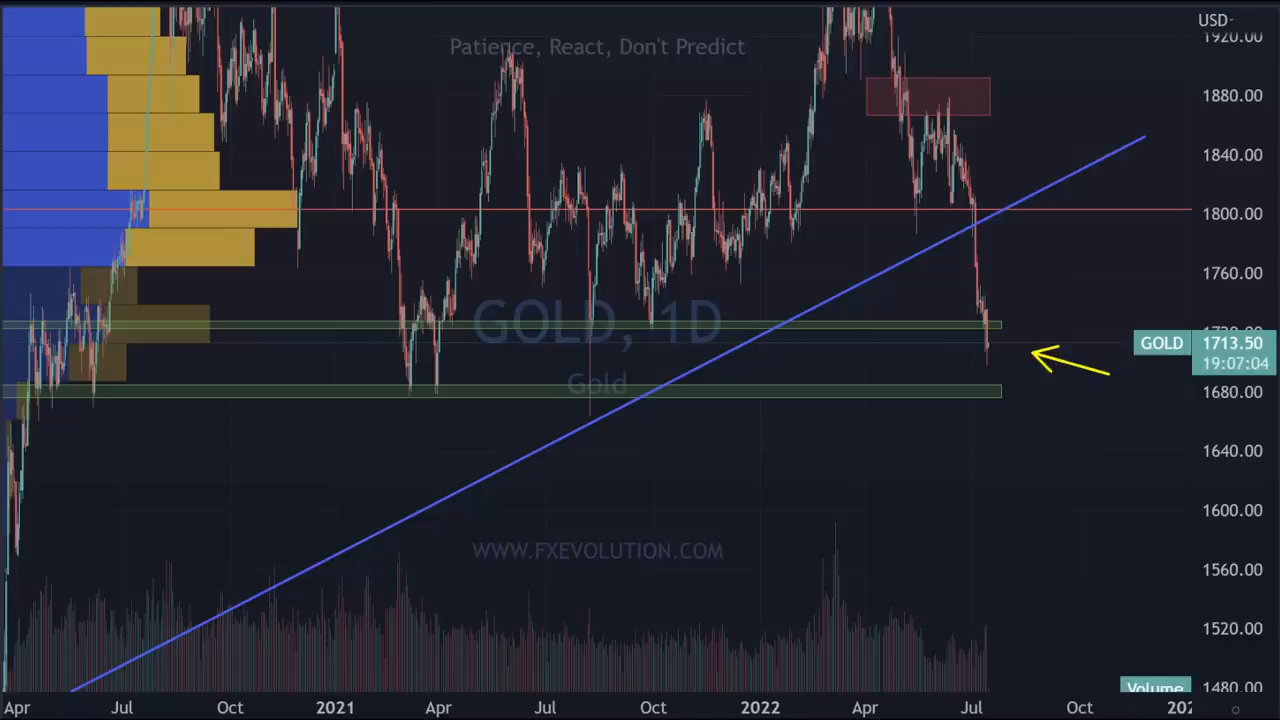 USD
1920.00
Patience, React, Don't Predict
1880.00
1840.00
1800.00
1760.00
GOLD, 1D
1720.00
GOLD 1713.50
19:07:04
Gold
1680.00
1640.00
1600.00
WWW.FXEVOLUTION.COM
1560.00
1520.00
Volume
1480.00
Apr Jul Oct 2021 Apr Jul Oct 2022 Apr Jul Oct